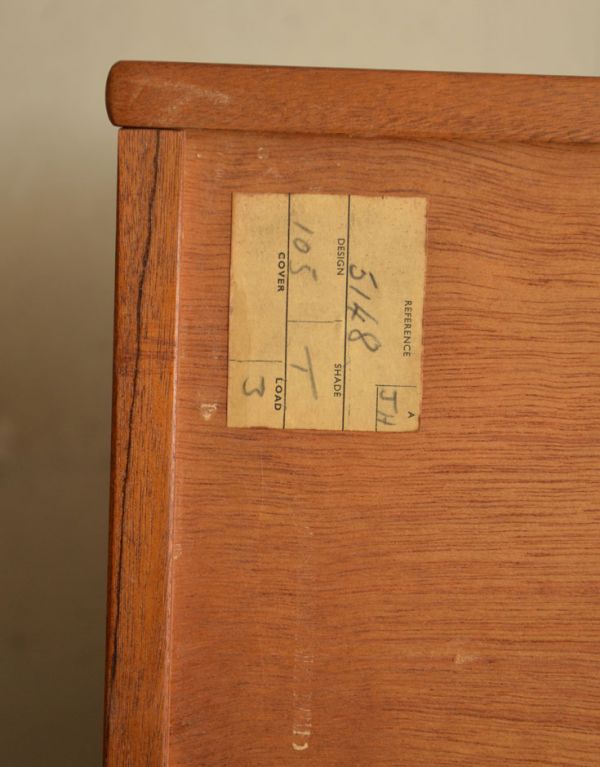 REFERENCE A
5148 JH
DESIGN SHADE
105 T
COVER LOAD
3